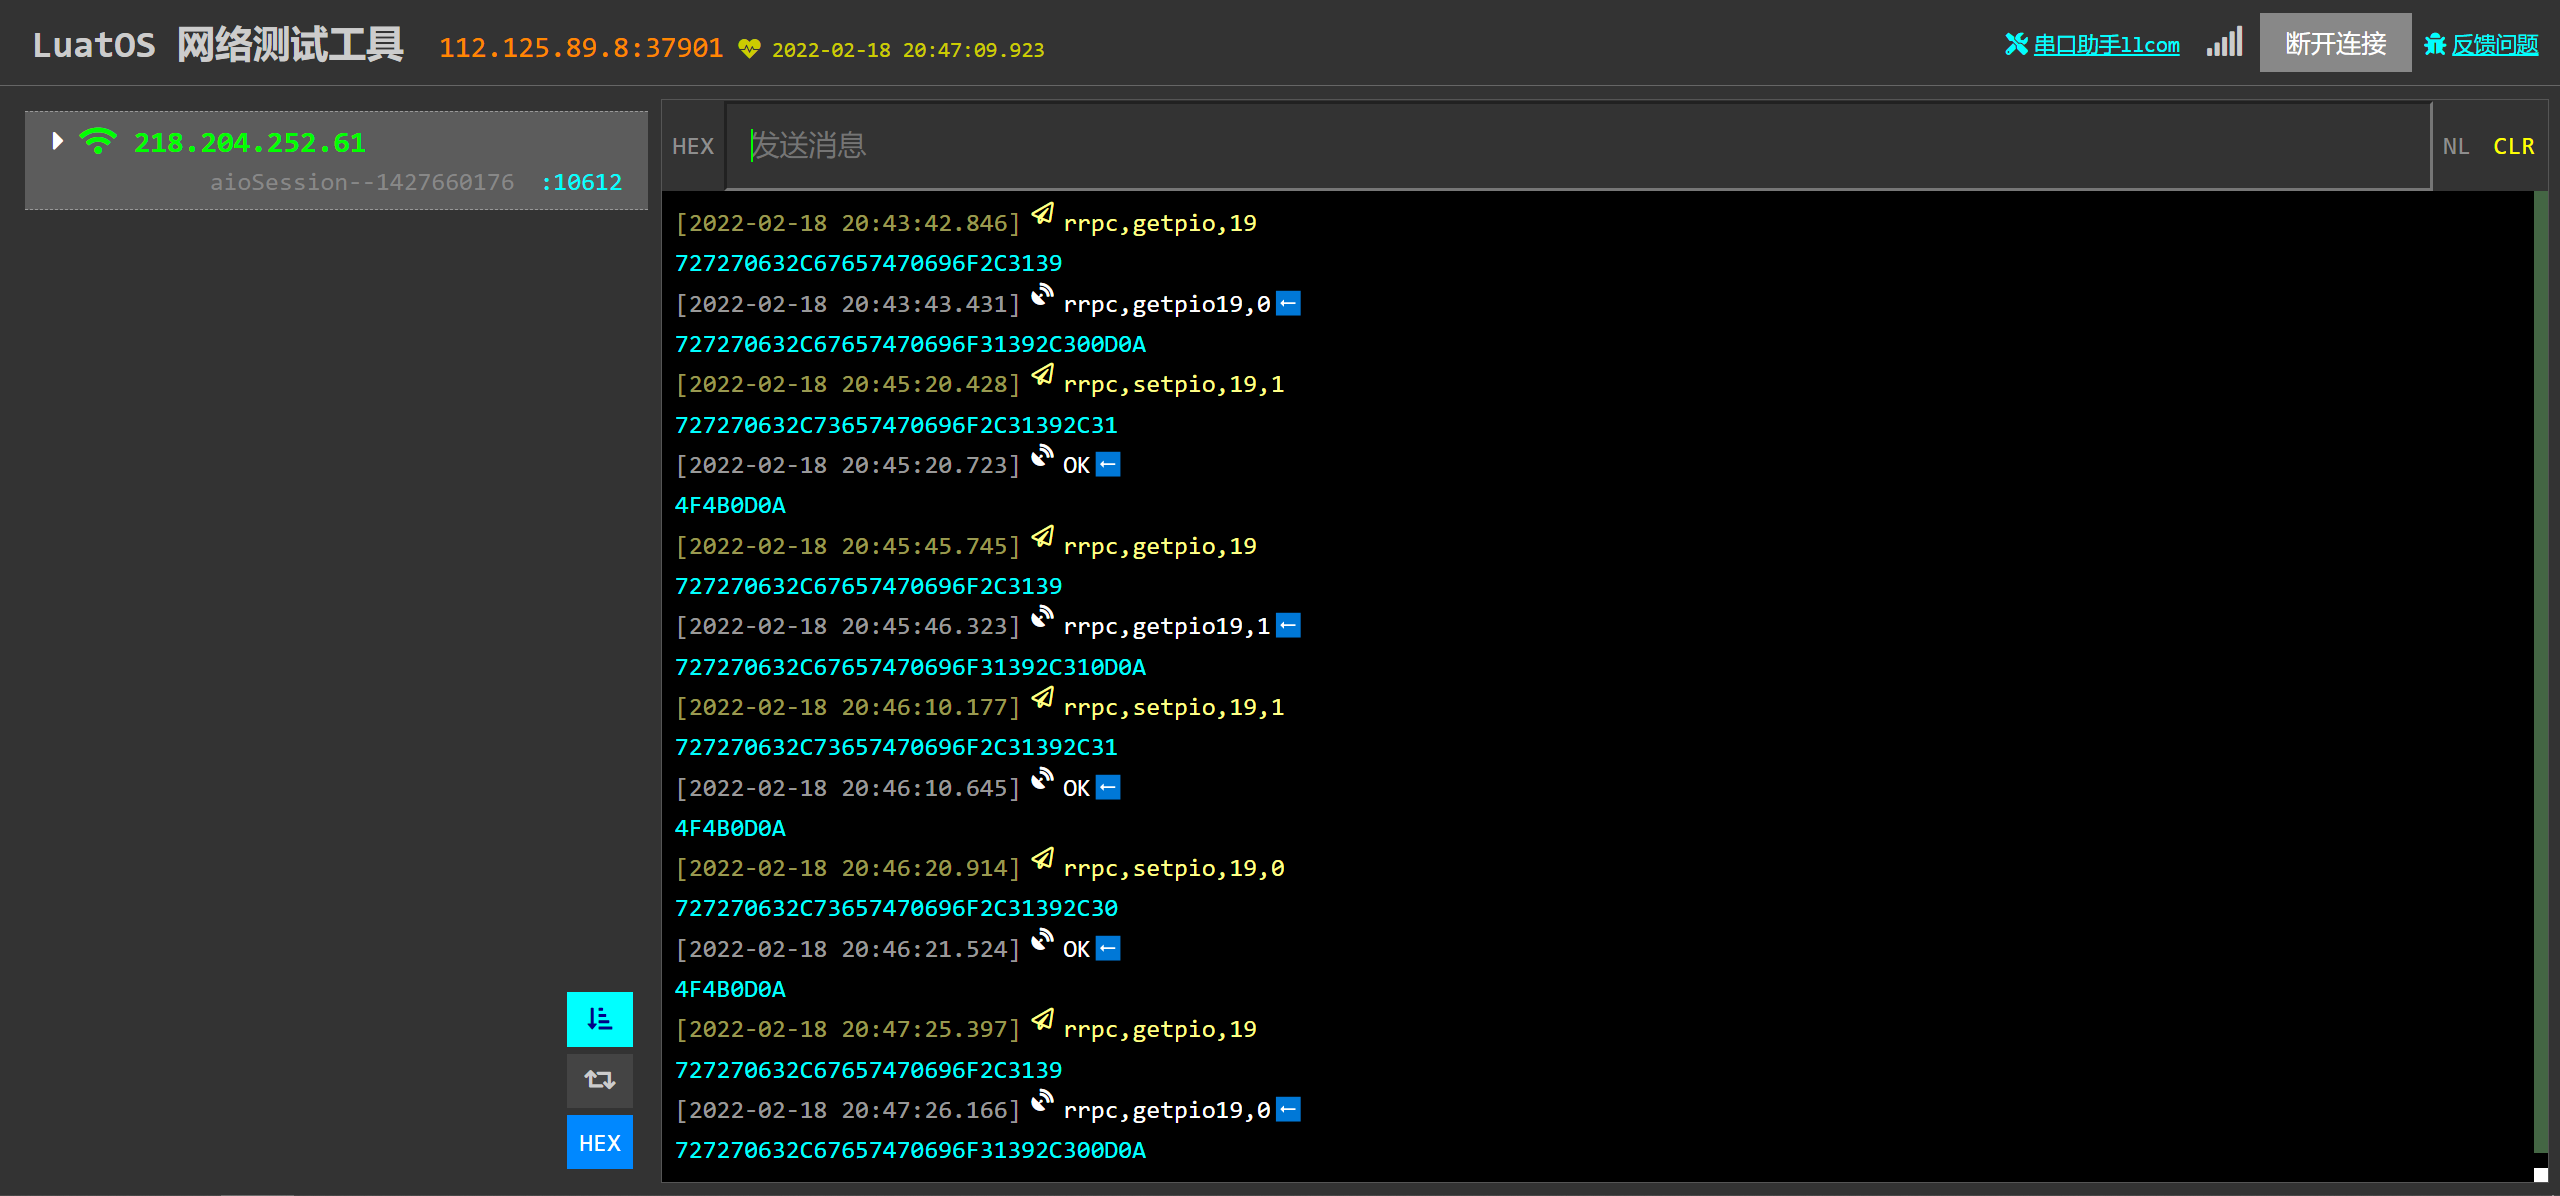 LuatOS 网络测试工具 112.125.89.8:37901 2022-02-18 20:47:09.923 串口助手llcom 断开连接 反馈问题
218.204.252.61
aioSession--1427660176 :10612
HEX 发送消息 NL CLR
[2022-02-18 20:43:42.846] rrpc,getpio,19
727270632C67657470696F2C3139
[2022-02-18 20:43:43.431] rrpc,getpio19,0
727270632C67657470696F31392C300D0A
[2022-02-18 20:45:20.428] rrpc,setpio,19,1
727270632C73657470696F2C31392C31
[2022-02-18 20:45:20.723] OK
4F4B0D0A
[2022-02-18 20:45:45.745] rrpc,getpio,19
727270632C67657470696F2C3139
[2022-02-18 20:45:46.323] rrpc,getpio19,1
727270632C67657470696F31392C310D0A
[2022-02-18 20:46:10.177] rrpc,setpio,19,1
727270632C73657470696F2C31392C31
[2022-02-18 20:46:10.645] OK
4F4B0D0A
[2022-02-18 20:46:20.914] rrpc,setpio,19,0
727270632C73657470696F2C31392C30
[2022-02-18 20:46:21.524] OK
4F4B0D0A
[2022-02-18 20:47:25.397] rrpc,getpio,19
727270632C67657470696F2C3139
[2022-02-18 20:47:26.166] rrpc,getpio19,0
727270632C67657470696F31392C300D0A
HEX